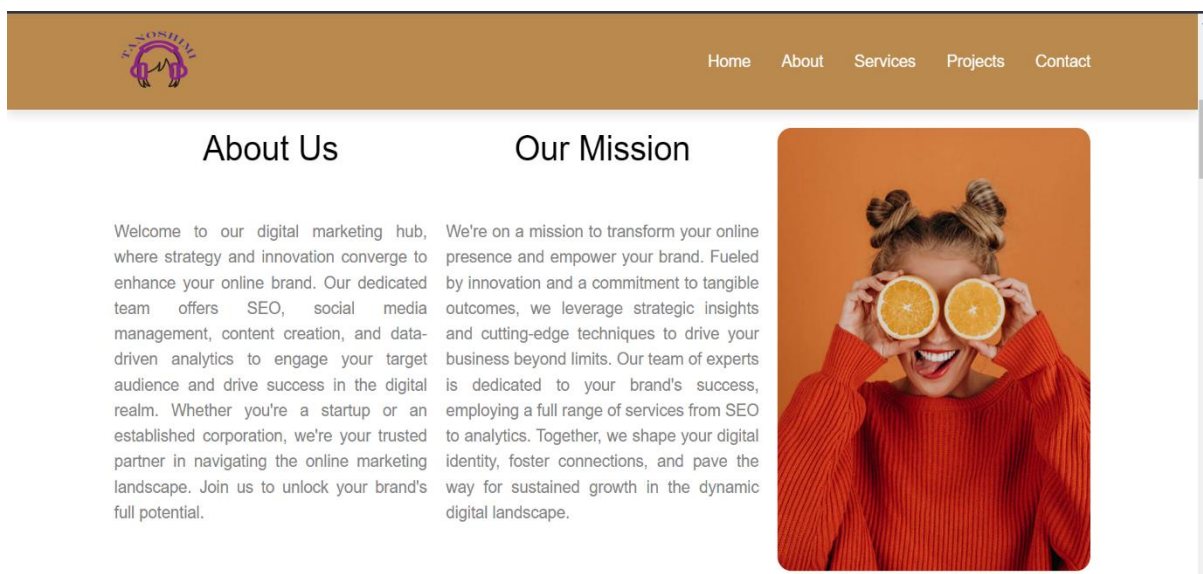 TANOSHIMI
Home About Services Projects Contact
About Us
Welcome to our digital marketing hub,
where strategy and innovation converge to
enhance your online brand. Our dedicated
team offers SEO, social media
management, content creation, and data-
driven analytics to engage your target
audience and drive success in the digital
realm. Whether you're a startup or an
established corporation, we're your trusted
partner in navigating the online marketing
landscape. Join us to unlock your brand's
full potential.
Our Mission
We're on a mission to transform your online
presence and empower your brand. Fueled
by innovation and a commitment to tangible
outcomes, we leverage strategic insights
and cutting-edge techniques to drive your
business beyond limits. Our team of experts
is dedicated to your brand's success,
employing a full range of services from SEO
to analytics. Together, we shape your digital
identity, foster connections, and pave the
way for sustained growth in the dynamic
digital landscape.